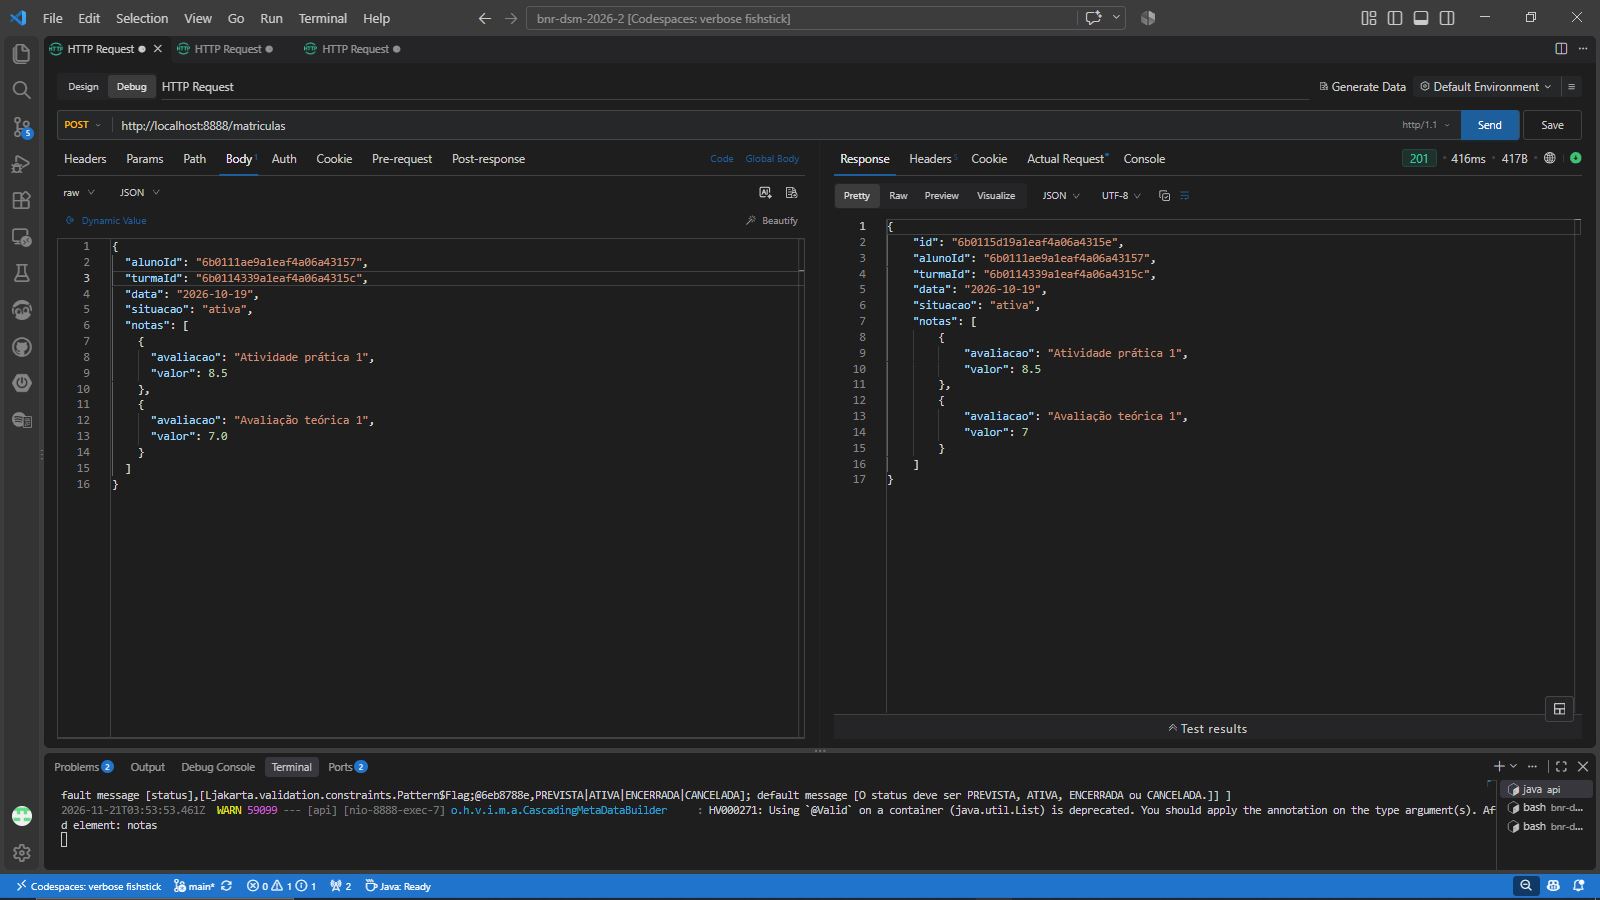 File Edit Selection View Go Run Terminal Help
bnr-dsm-2026-2 [Codespaces: verbose fishstick]
HTTP Request
HTTP Request
HTTP Request
Design Debug HTTP Request
Generate Data Default Environment
POST http://localhost:8888/matriculas http/1.1 Send Save
Headers Params Path Body 1 Auth Cookie Pre-request Post-response Code Global Body
raw JSON
Dynamic Value Beautify
1 {
2 "alunoId": "6b0111ae9a1eaf4a06a43157",
3 "turmaId": "6b0114339a1eaf4a06a4315c",
4 "data": "2026-10-19",
5 "situacao": "ativa",
6 "notas": [
7 {
8 "avaliacao": "Atividade prática 1",
9 "valor": 8.5
10 },
11 {
12 "avaliacao": "Avaliação teórica 1",
13 "valor": 7.0
14 }
15 ]
16 }
Response Headers 5 Cookie Actual Request Console 201 416ms 417B
Pretty Raw Preview Visualize JSON UTF-8
1 {
2 "id": "6b0115d19a1eaf4a06a4315e",
3 "alunoId": "6b0111ae9a1eaf4a06a43157",
4 "turmaId": "6b0114339a1eaf4a06a4315c",
5 "data": "2026-10-19",
6 "situacao": "ativa",
7 "notas": [
8 {
9 "avaliacao": "Atividade prática 1",
10 "valor": 8.5
11 },
12 {
13 "avaliacao": "Avaliação teórica 1",
14 "valor": 7
15 }
16 ]
17 }
Test results
Problems 2 Output Debug Console Terminal Ports 2
fault message [status],[Ljakarta.validation.constraints.Pattern$Flag;@6eb8788e,PREVISTA|ATIVA|ENCERRADA|CANCELADA]; default message [O status deve ser PREVISTA, ATIVA, ENCERRADA ou CANCELADA.]] ]
2026-11-21T03:53:53.461Z WARN 59099 --- [api] [nio-8888-exec-7] o.h.v.i.m.a.CascadingMetaDataBuilder : HV000271: Using `@Valid` on a container (java.util.List) is deprecated. You should apply the annotation on the type argument(s). Af
d element: notas
java api
bash bnr-d...
bash bnr-d...
5
Codespaces: verbose fishstick main* 0 1 1 2 Java: Ready